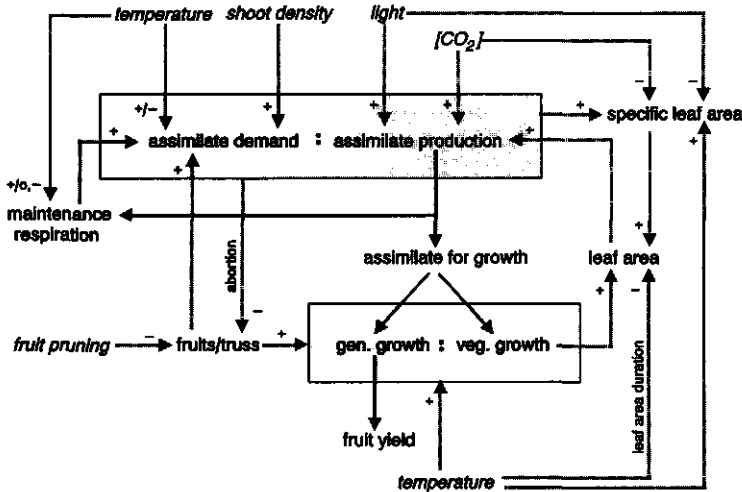 temperature shoot density light
[CO2]
+/− + + + − −
assimilate demand : assimilate production + specific leaf area
+ + + +
+/o,−
maintenance
respiration
abortion
assimilate for growth leaf area
+
− + −
fruit pruning − fruits/truss + gen. growth : veg. growth
leaf area duration
+
fruit yield
temperature